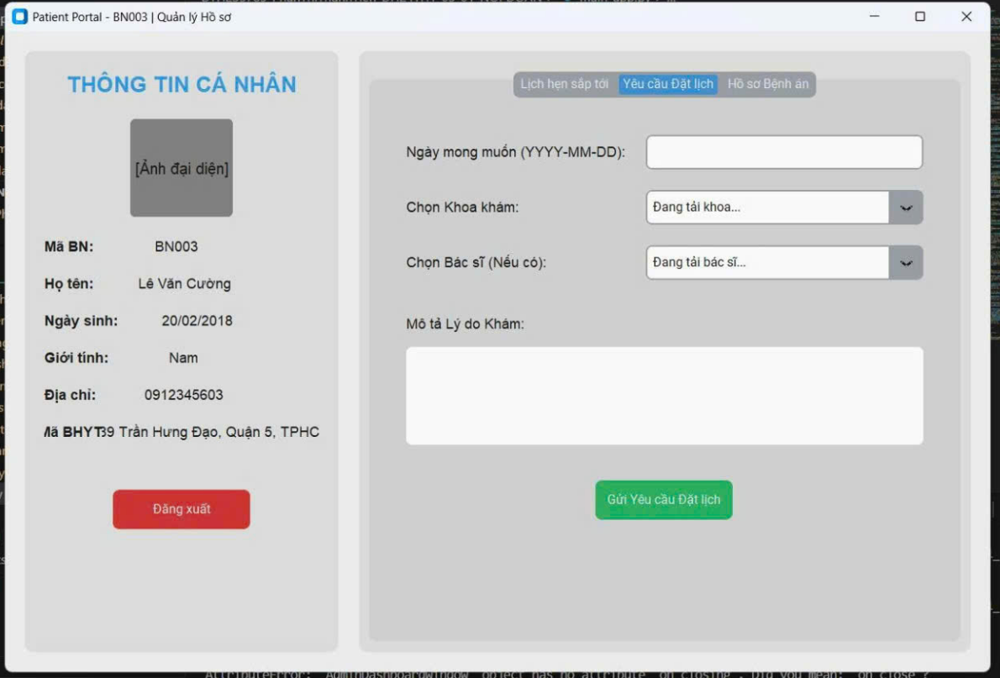 Patient Portal - BN003 | Quản lý Hồ sơ
THÔNG TIN CÁ NHÂN
[Ảnh đại diện]
Mã BN: BN003
Họ tên: Lê Văn Cường
Ngày sinh: 20/02/2018
Giới tính: Nam
Địa chỉ: 0912345603
Mã BHYT 39 Trần Hưng Đạo, Quận 5, TPHC
Đăng xuất
Lịch hẹn sắp tới Yêu cầu Đặt lịch Hồ sơ Bệnh án
Ngày mong muốn (YYYY-MM-DD):
Chọn Khoa khám: Đang tải khoa...
Chọn Bác sĩ (Nếu có): Đang tải bác sĩ...
Mô tả Lý do Khám:
Gửi Yêu cầu Đặt lịch
AttributeError: 'AdminDashboardWindow' object has no attribute 'on_closing'. Did you mean: 'on_close'?